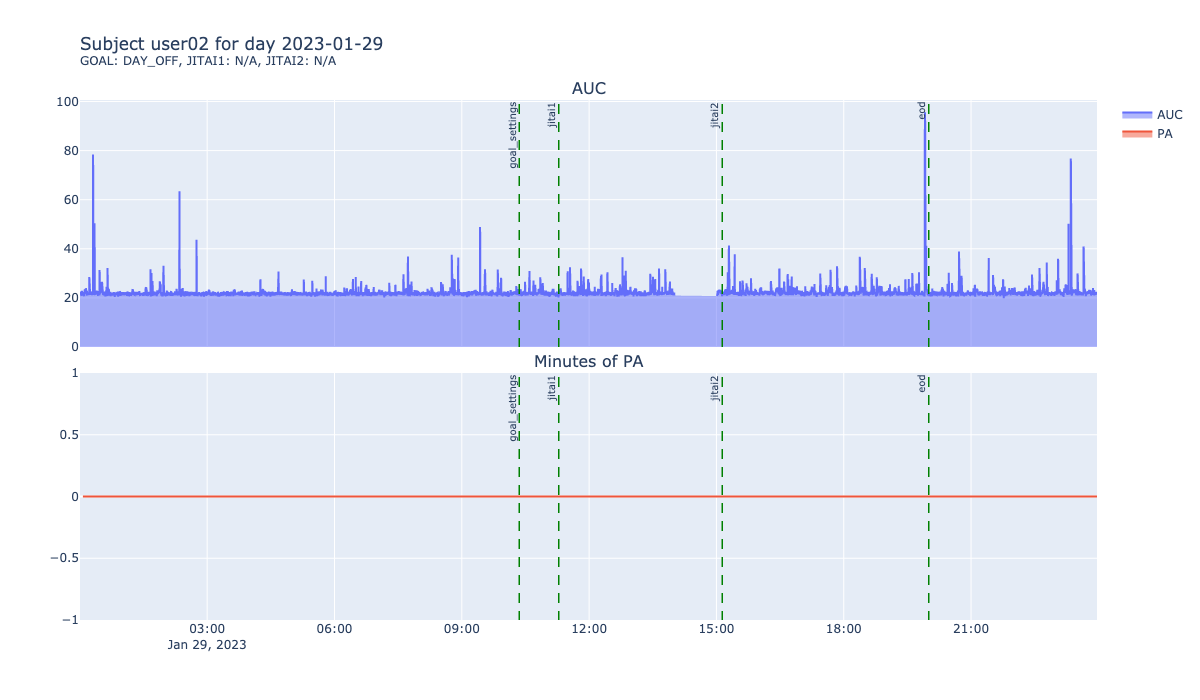 Subject user02 for day 2023-01-29
GOAL: DAY_OFF, JITAI1: N/A, JITAI2: N/A
AUC
100
80
60
40
20
0
goal_settings
jitai1
jitai2
eod
AUC
PA
Minutes of PA
1
0.5
0
−0.5
−1
goal_settings
jitai1
jitai2
eod
03:00
06:00
09:00
12:00
15:00
18:00
21:00
Jan 29, 2023